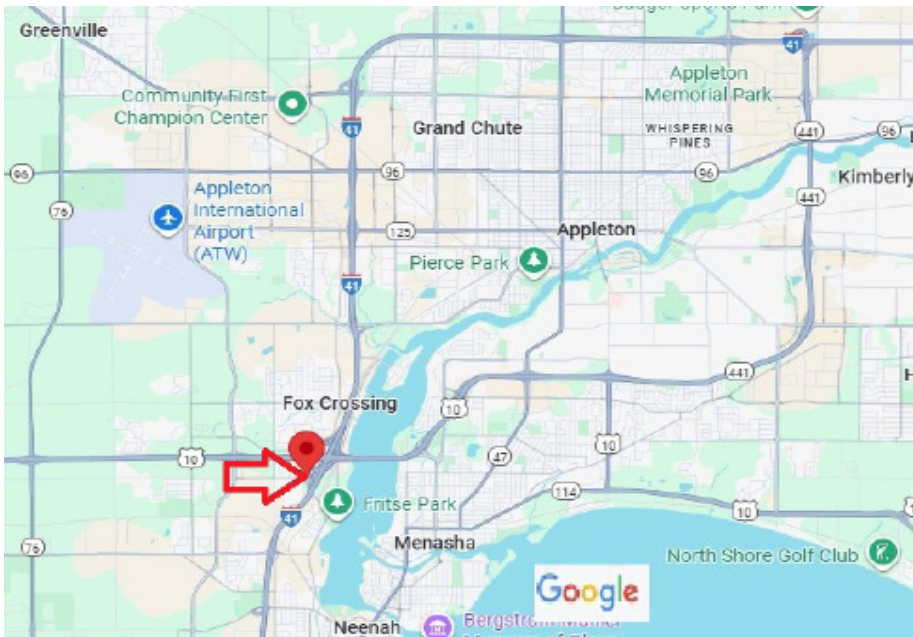 Greenville
41
Appleton
Memorial Park
Community First
Champion Center
41
Grand Chute
WHISPERING
PINES
441
96
96
96
96
Kimberly
76
Appleton
International
Airport
(ATW)
441
125
Appleton
Pierce Park
41
441
Fox Crossing
10
10
47
10
114
Fritse Park
41
10
76
Menasha
North Shore Golf Club
Google
Neenah
Bergstrom